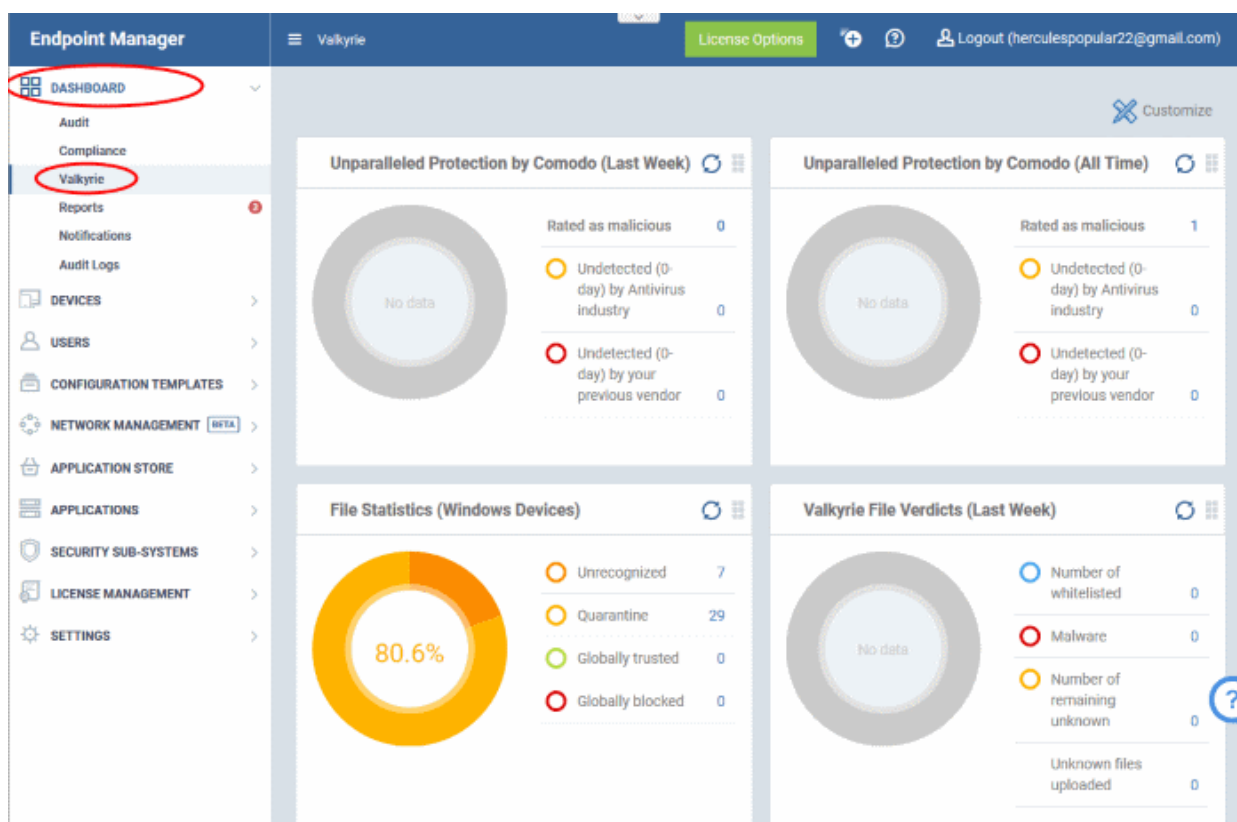 Endpoint Manager
Valkyrie
License Options
Logout (herculespopular22@gmail.com)
DASHBOARD
Audit
Compliance
Valkyrie
Reports
3
Notifications
Audit Logs
DEVICES
USERS
CONFIGURATION TEMPLATES
NETWORK MANAGEMENT BETA
APPLICATION STORE
APPLICATIONS
SECURITY SUB-SYSTEMS
LICENSE MANAGEMENT
SETTINGS
Customize
Unparalleled Protection by Comodo (Last Week)
No data
Rated as malicious 0
Undetected (0-
day) by Antivirus
industry 0
Undetected (0-
day) by your
previous vendor 0
Unparalleled Protection by Comodo (All Time)
No data
Rated as malicious 1
Undetected (0-
day) by Antivirus
industry 0
Undetected (0-
day) by your
previous vendor 0
File Statistics (Windows Devices)
80.6%
Unrecognized 7
Quarantine 29
Globally trusted 0
Globally blocked 0
Valkyrie File Verdicts (Last Week)
No data
Number of
whitelisted 0
Malware 0
Number of
remaining
unknown 0
Unknown files
uploaded 0
?